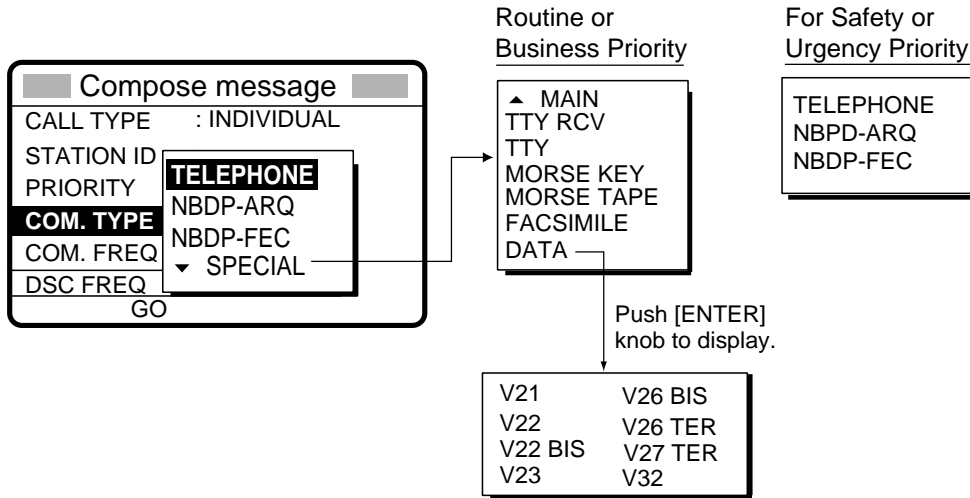 Compose message
CALL TYPE : INDIVIDUAL
STATION ID
PRIORITY
COM. TYPE
COM. FREQ
DSC FREQ
GO
TELEPHONE
NBDP-ARQ
NBDP-FEC
▼ SPECIAL
Routine or
Business Priority
▲ MAIN
TTY RCV
TTY
MORSE KEY
MORSE TAPE
FACSIMILE
DATA
Push [ENTER]
knob to display.
V21 V26 BIS
V22 V26 TER
V22 BIS V27 TER
V23 V32
For Safety or
Urgency Priority
TELEPHONE
NBPD-ARQ
NBDP-FEC